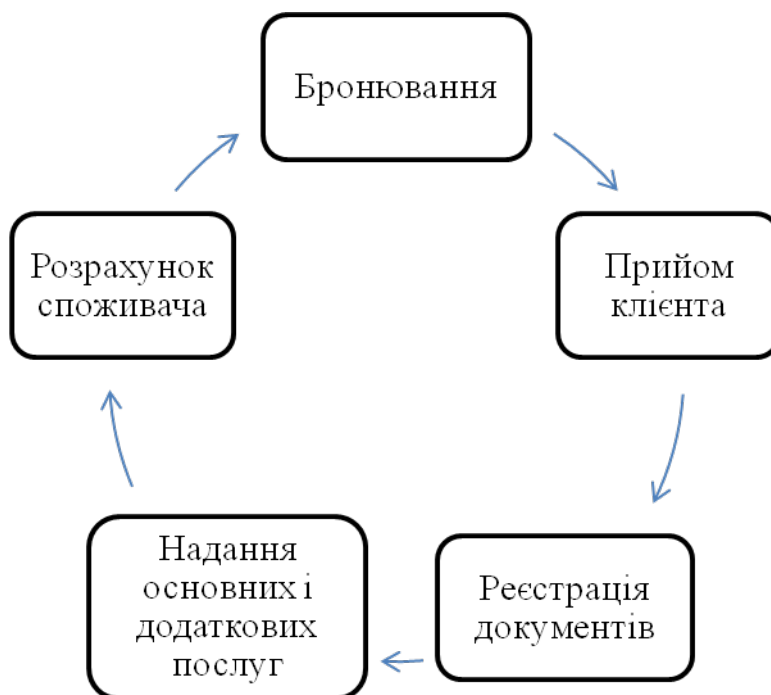 Бронювання
Прийом
клієнта
Реєстрація
документів
Надання
основних і
додаткових
послуг
Розрахунок
споживача